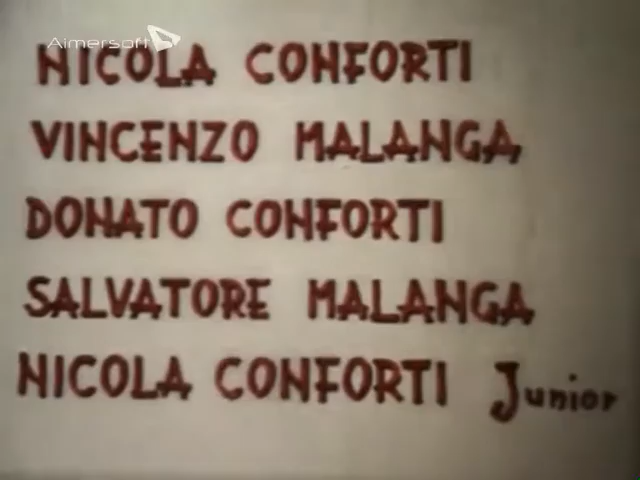 Aimersoft
NICOLA CONFORTI
VINCENZO MALANGA
DONATO CONFORTI
SALVATORE MALANGA
NICOLA CONFORTI Junior